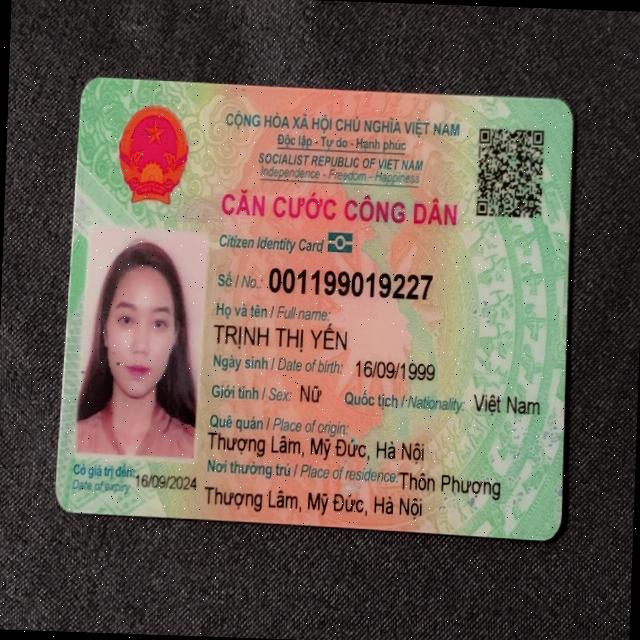 CỘNG HÒA XÃ HỘI CHỦ NGHĨA VIỆT NAM
Độc lập - Tự do - Hạnh phúc
SOCIALIST REPUBLIC OF VIET NAM
Independence - Freedom - Happiness
CĂN CƯỚC CÔNG DÂN
Citizen Identity Card
Số / No.: 001199019227
Họ và tên / Full name:
TRỊNH THỊ YẾN
Ngày sinh / Date of birth: 16/09/1999
Giới tính / Sex: Nữ Quốc tịch / Nationality: Việt Nam
Quê quán / Place of origin:
Thượng Lâm, Mỹ Đức, Hà Nội
Nơi thường trú / Place of residence: Thôn Phượng
Thượng Lâm, Mỹ Đức, Hà Nội
Có giá trị đến: 16/09/2024
Date of expiry